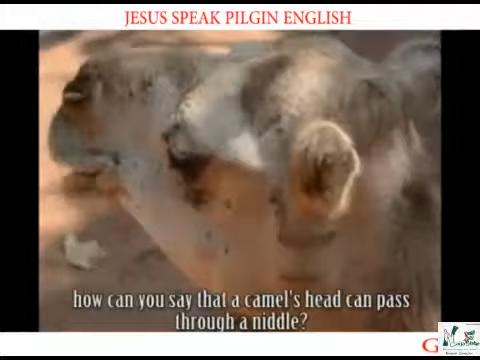 JESUS SPEAK PILGIN ENGLISH
how can you say that a camel's head can pass
through a niddle?
G